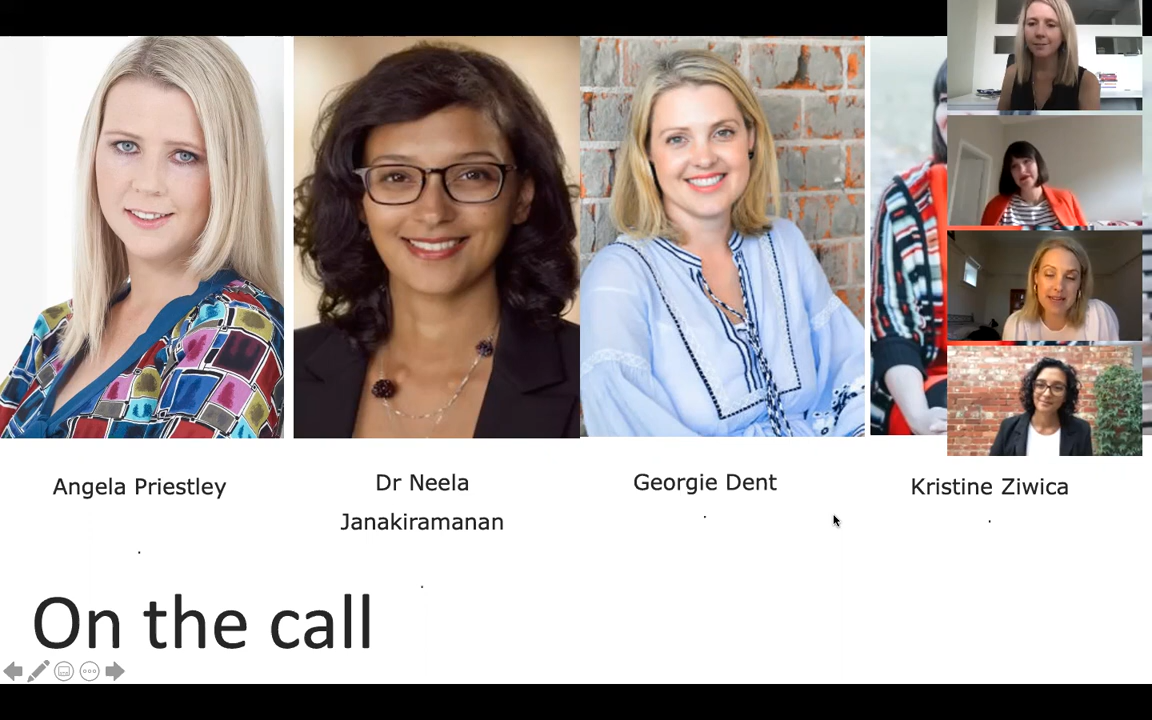 Angela Priestley
Dr Neela
Janakiramanan
Georgie Dent
Kristine Ziwica
On the call